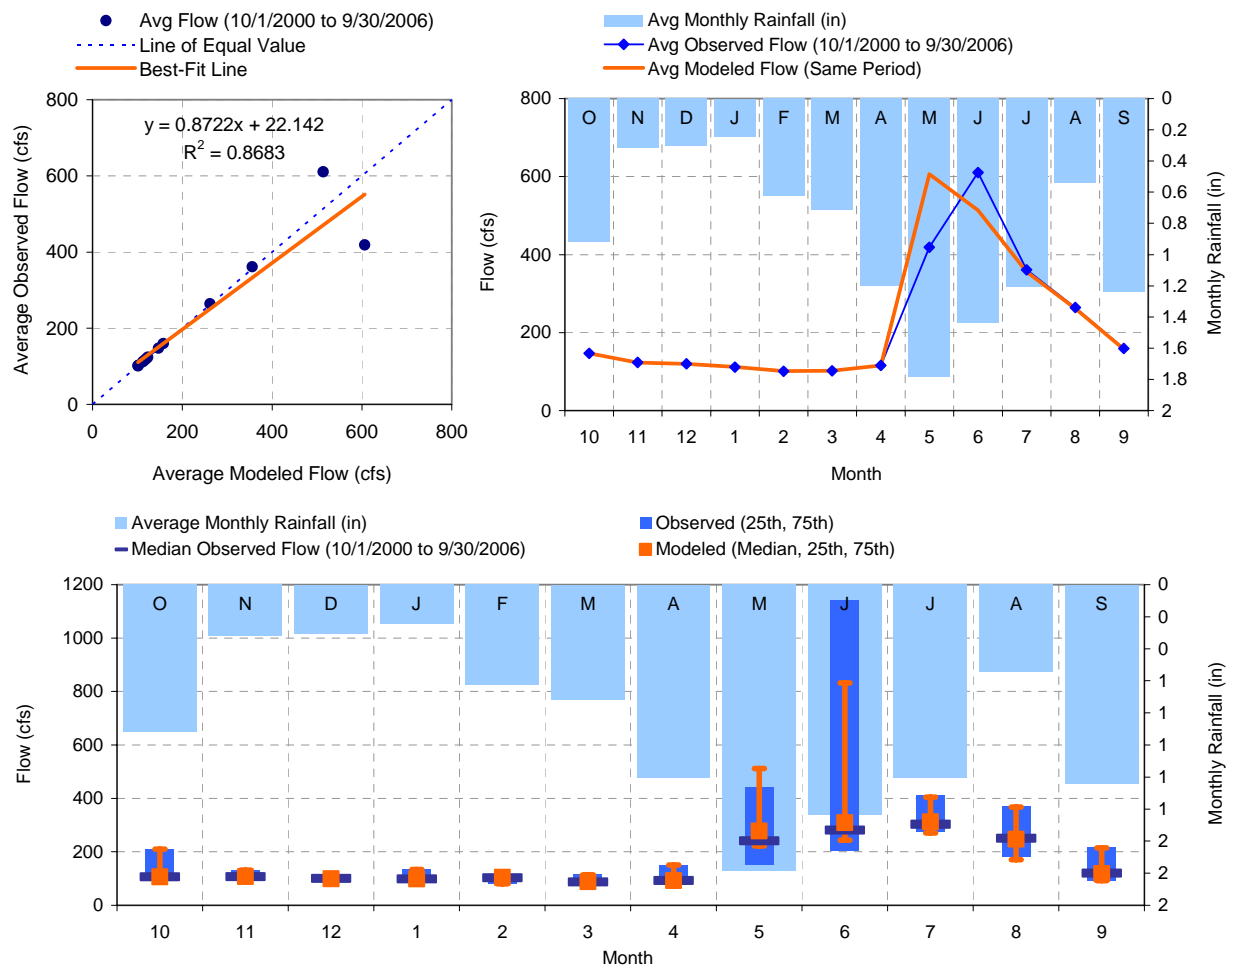 Avg Flow (10/1/2000 to 9/30/2006)
Line of Equal Value
Best-Fit Line
Average Observed Flow (cfs)
800
600
400
200
0
y = 0.8722x + 22.142
R² = 0.8683
0 200 400 600 800
Average Modeled Flow (cfs)
Avg Monthly Rainfall (in)
Avg Observed Flow (10/1/2000 to 9/30/2006)
Avg Modeled Flow (Same Period)
Flow (cfs)
800
600
400
200
0
O N D J F M A M J J A S
0
0.2
0.4
0.6
0.8
1
1.2
1.4
1.6
1.8
2
Monthly Rainfall (in)
10 11 12 1 2 3 4 5 6 7 8 9
Month
Average Monthly Rainfall (in)
Observed (25th, 75th)
Median Observed Flow (10/1/2000 to 9/30/2006)
Modeled (Median, 25th, 75th)
Flow (cfs)
1200
1000
800
600
400
200
0
O N D J F M A M J J A S
0
0
0
1
1
1
1
1
2
2
2
Monthly Rainfall (in)
10 11 12 1 2 3 4 5 6 7 8 9
Month